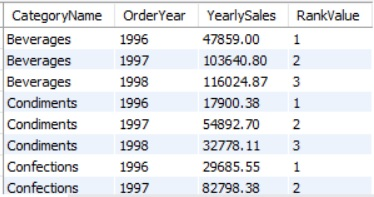 CategoryName OrderYear YearlySales RankValue
Beverages 1996 47859.00 1
Beverages 1997 103640.80 2
Beverages 1998 116024.87 3
Condiments 1996 17900.38 1
Condiments 1997 54892.70 2
Condiments 1998 32778.11 3
Confections 1996 29685.55 1
Confections 1997 82798.38 2